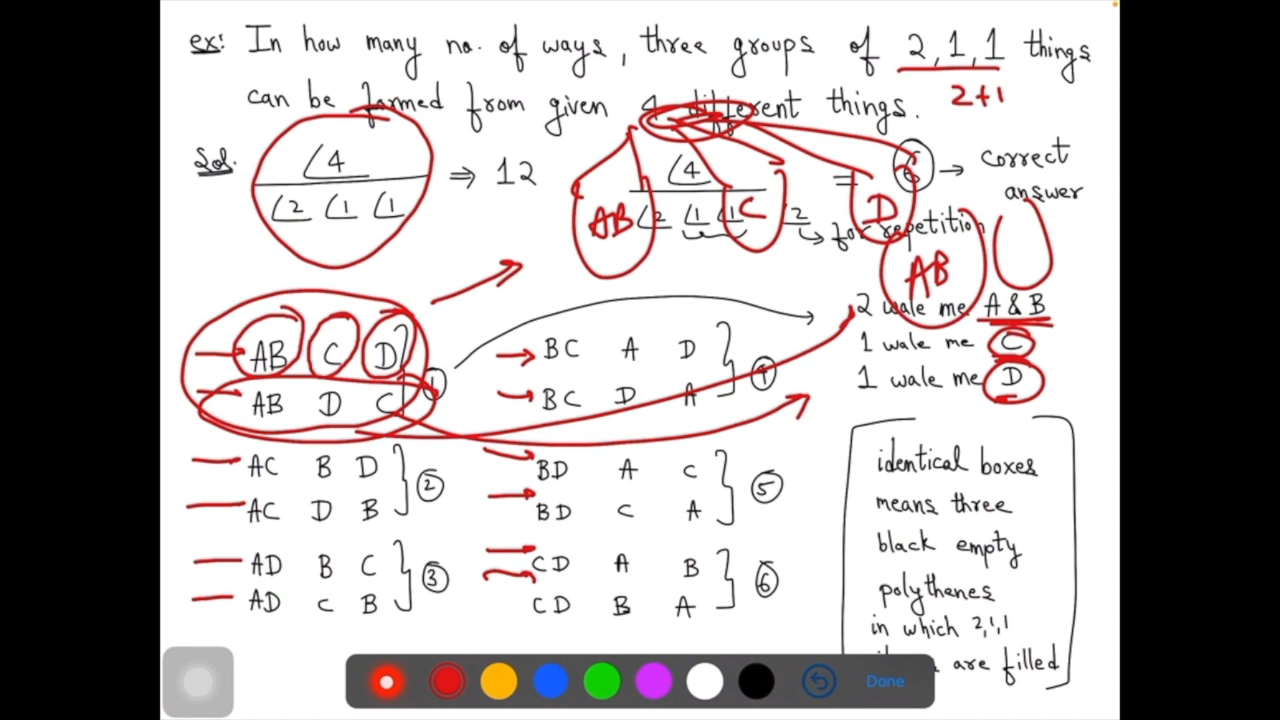 ex: In how many no. of ways, three groups of 2,1,1 things
2+1
can be formed from given 4 different things.
Sol. ∠4 / ∠2 ∠1 ∠1 ⇒ 12
∠4 / ∠2 ∠1 ∠1 ∠2 = 6 → correct answer
↳ for repetition
AB C D
AB
AB C D
AB D C } ①
AC B D
AC D B } ②
AD B C
AD C B } ③
BC A D
BC D A } ④
BD A C
BD C A } ⑤
CD A B
CD B A } ⑥
2 wale me A & B
1 wale me C
1 wale me D
identical boxes
means three
black empty
polythenes
in which 2,1,1
are filled
Done